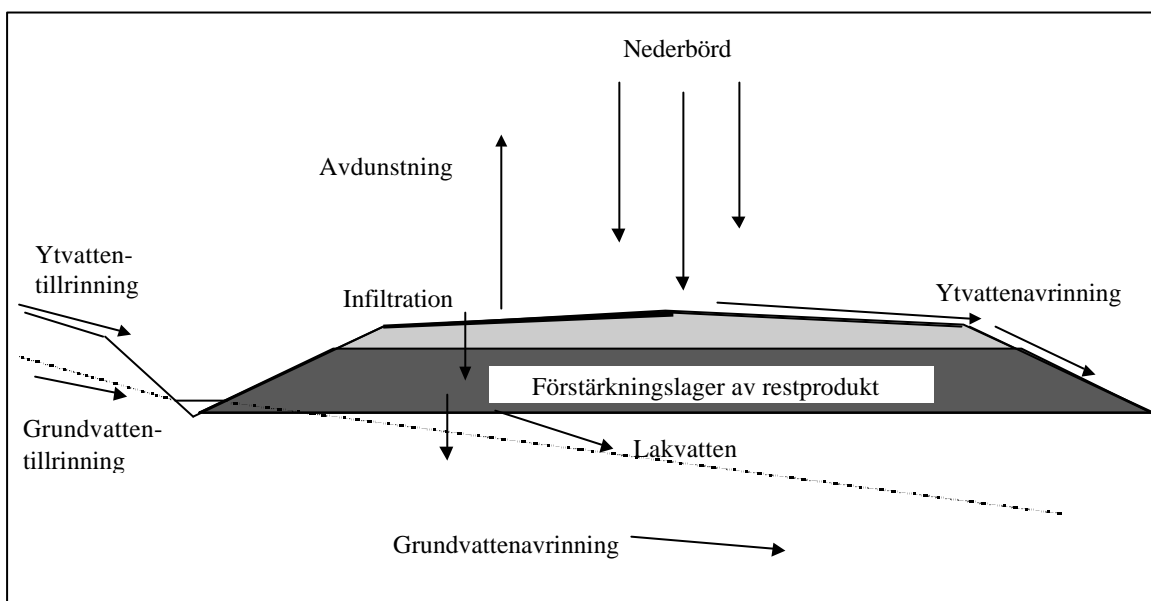 Nederbörd
Avdunstning
Ytvatten-
tillrinning
Infiltration
Ytvattenavrinning
Förstärkningslager av restprodukt
Grundvatten-
tillrinning
Lakvatten
Grundvattenavrinning